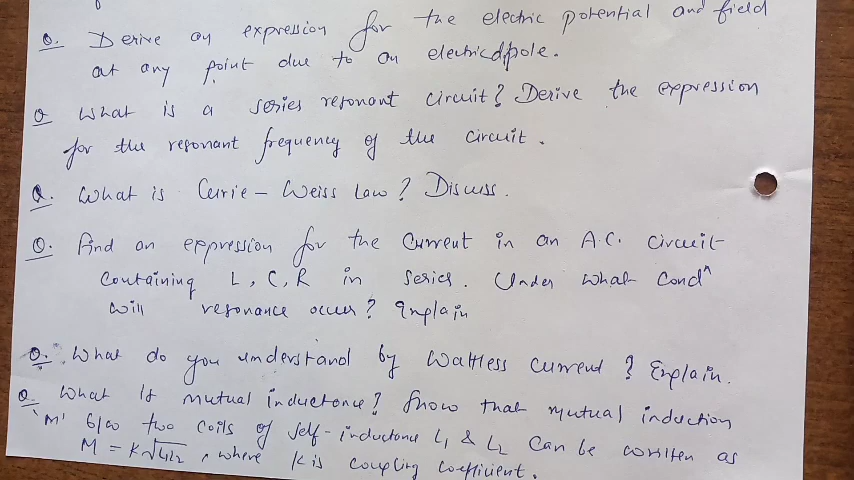 Q. Derive an expression for the electric potential and field
at any point due to an electric dipole.
Q What is a series resonant circuit? Derive the expression
for the resonant frequency of the circuit.
Q. What is Curie - Weiss Law? Discuss.
Q. Find an expression for the current in an A.C. circuit
containing L, C, R in series. Under what condⁿ
will resonance occur? Explain
Q. What do you understand by Wattless current? Explain.
Q. What is mutual inductance? Show that mutual induction
'M' b/w two coils of self-inductance L₁ & L₂ can be written as
M = K√L₁L₂, where K is coupling coefficient.